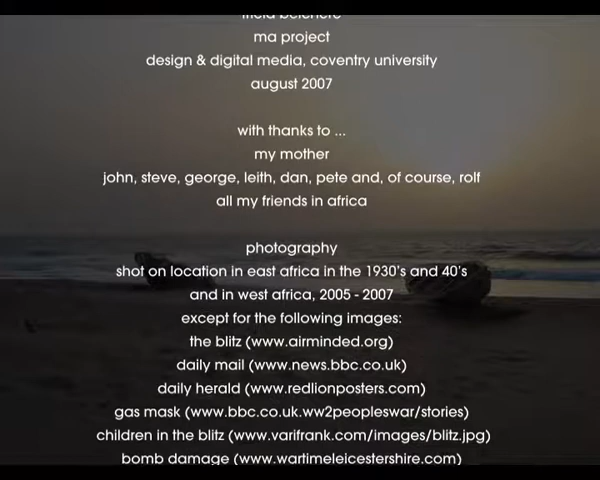 ma project
design & digital media, coventry university
august 2007
with thanks to ...
my mother
john, steve, george, leith, dan, pete and, of course, rolf
all my friends in africa
photography
shot on location in east africa in the 1930's and 40's
and in west africa, 2005 - 2007
except for the following images:
the blitz (www.airminded.org)
daily mail (www.news.bbc.co.uk)
daily herald (www.redlionposters.com)
gas mask (www.bbc.co.uk.ww2peopleswar/stories)
children in the blitz (www.varifrank.com/images/blitz.jpg)
bomb damage (www.wartimeleicestershire.com)